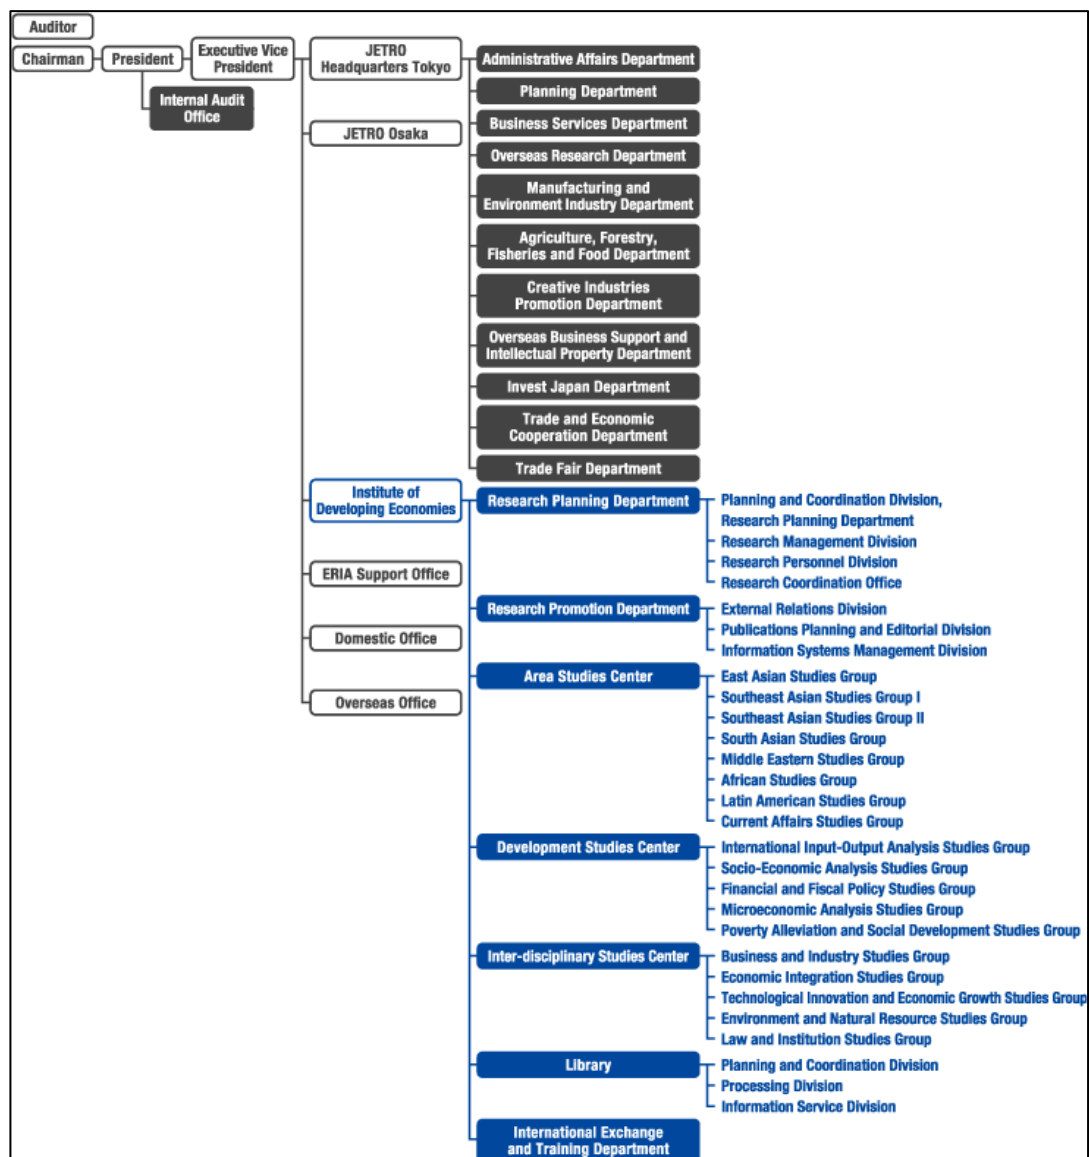 Auditor
Chairman
President
Executive Vice
President
Internal Audit
Office
JETRO
Headquarters Tokyo
JETRO Osaka
Administrative Affairs Department
Planning Department
Business Services Department
Overseas Research Department
Manufacturing and
Environment Industry Department
Agriculture, Forestry,
Fisheries and Food Department
Creative Industries
Promotion Department
Overseas Business Support and
Intellectual Property Department
Invest Japan Department
Trade and Economic
Cooperation Department
Trade Fair Department
Institute of
Developing Economies
ERIA Support Office
Domestic Office
Overseas Office
Research Planning Department
Planning and Coordination Division,
Research Planning Department
Research Management Division
Research Personnel Division
Research Coordination Office
Research Promotion Department
External Relations Division
Publications Planning and Editorial Division
Information Systems Management Division
Area Studies Center
East Asian Studies Group
Southeast Asian Studies Group I
Southeast Asian Studies Group II
South Asian Studies Group
Middle Eastern Studies Group
African Studies Group
Latin American Studies Group
Current Affairs Studies Group
Development Studies Center
International Input-Output Analysis Studies Group
Socio-Economic Analysis Studies Group
Financial and Fiscal Policy Studies Group
Microeconomic Analysis Studies Group
Poverty Alleviation and Social Development Studies Group
Inter-disciplinary Studies Center
Business and Industry Studies Group
Economic Integration Studies Group
Technological Innovation and Economic Growth Studies Group
Environment and Natural Resource Studies Group
Law and Institution Studies Group
Library
Planning and Coordination Division
Processing Division
Information Service Division
International Exchange
and Training Department